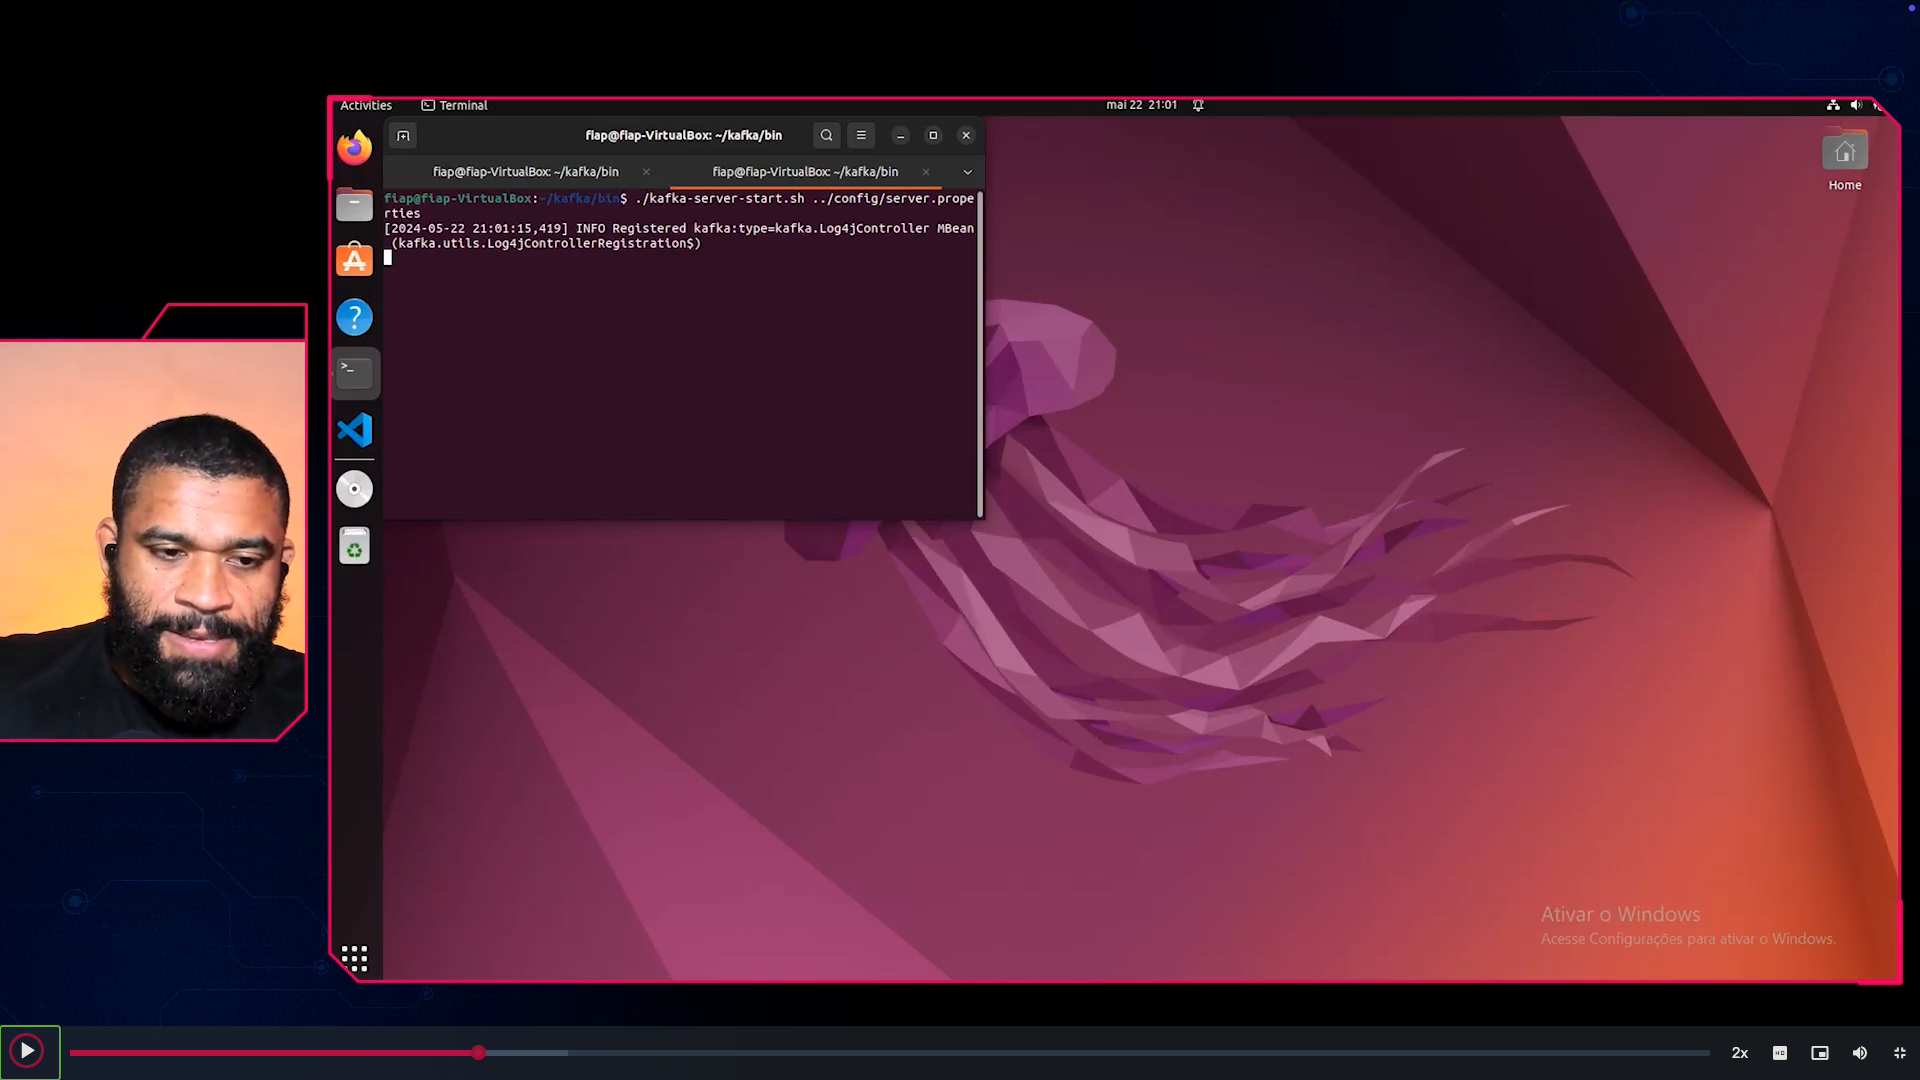 Activities
Terminal
mai 22 21:01
fiap@fiap-VirtualBox: ~/kafka/bin
fiap@fiap-VirtualBox: ~/kafka/bin
fiap@fiap-VirtualBox: ~/kafka/bin
fiap@fiap-VirtualBox:~/kafka/bin$ ./kafka-server-start.sh ../config/server.prope
rties
[2024-05-22 21:01:15,419] INFO Registered kafka:type=kafka.Log4jController MBean
(kafka.utils.Log4jControllerRegistration$)
Home
Ativar o Windows
Acesse Configurações para ativar o Windows.
2x
HD